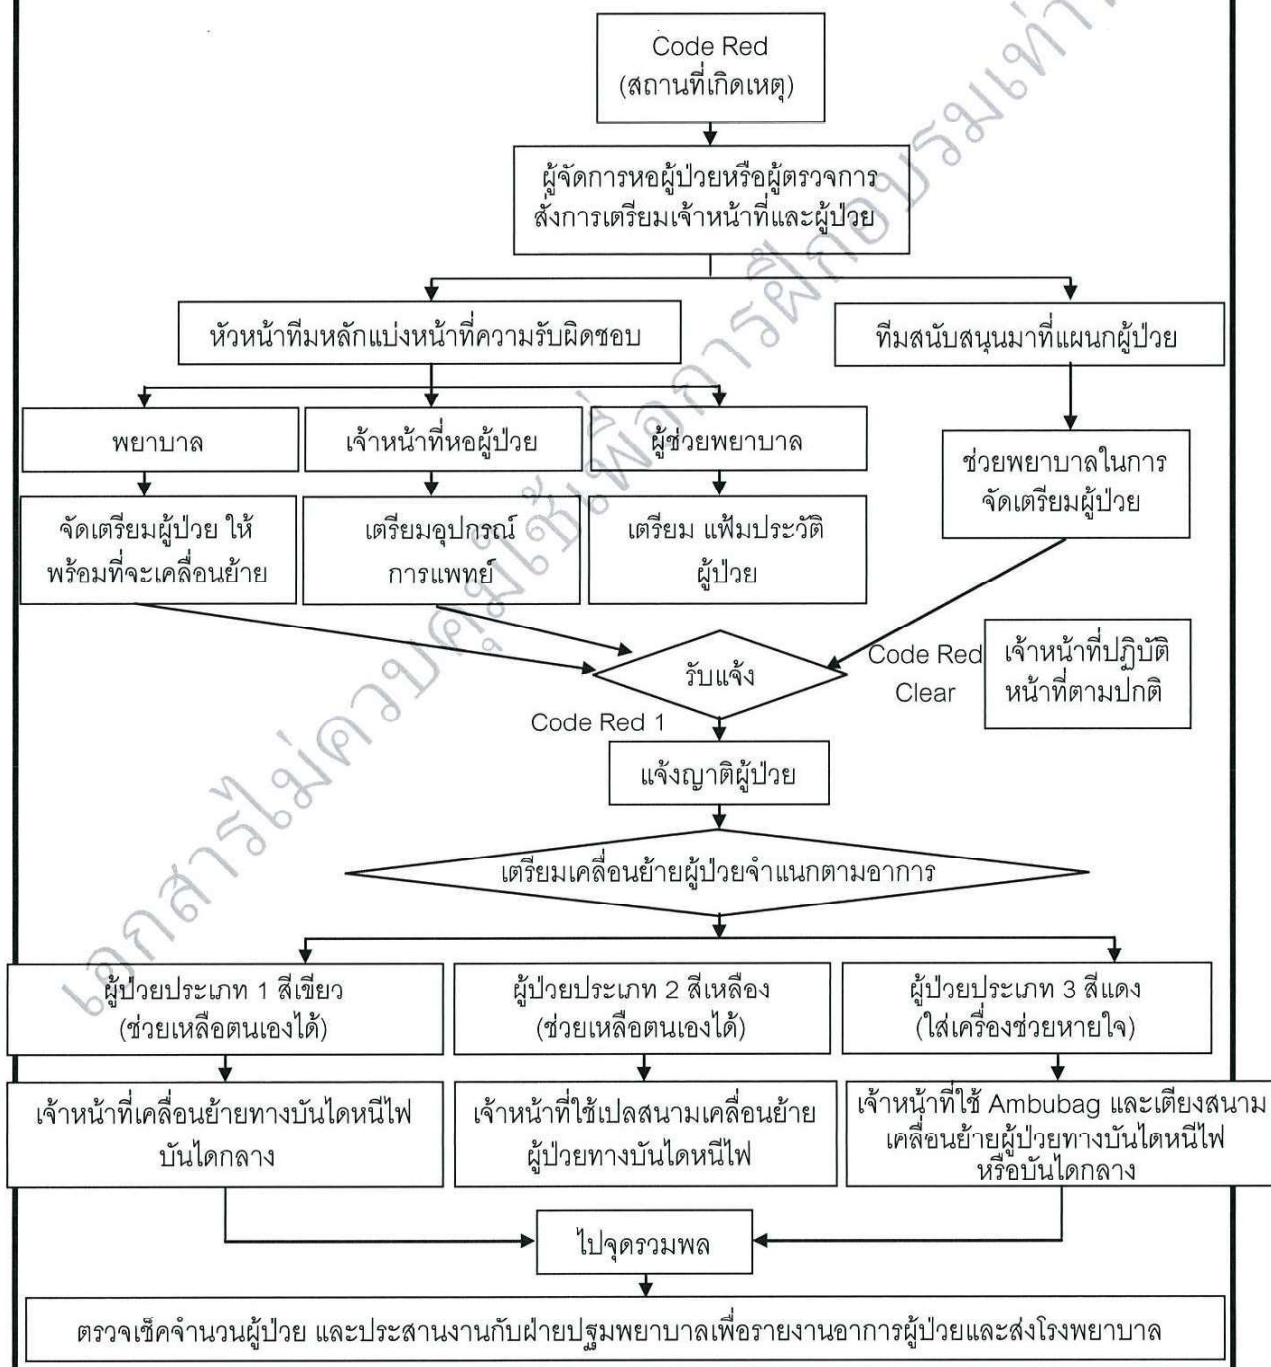 Code Red
(สถานที่เกิดเหตุ)
ผู้จัดการหอผู้ป่วยหรือผู้ตรวจการ
สั่งการเตรียมเจ้าหน้าที่และผู้ป่วย
หัวหน้าทีมหลักแบ่งหน้าที่ความรับผิดชอบ
ทีมสนับสนุนมาที่แผนกผู้ป่วย
พยาบาล
เจ้าหน้าที่หอผู้ป่วย
ผู้ช่วยพยาบาล
ช่วยพยาบาลในการ
จัดเตรียมผู้ป่วย
จัดเตรียมผู้ป่วย ให้
พร้อมที่จะเคลื่อนย้าย
เตรียมอุปกรณ์
การแพทย์
เตรียม แฟ้มประวัติ
ผู้ป่วย
รับแจ้ง
Code Red
Clear
เจ้าหน้าที่ปฏิบัติ
หน้าที่ตามปกติ
Code Red 1
แจ้งญาติผู้ป่วย
เตรียมเคลื่อนย้ายผู้ป่วยจำแนกตามอาการ
ผู้ป่วยประเภท 1 สีเขียว
(ช่วยเหลือตนเองได้)
ผู้ป่วยประเภท 2 สีเหลือง
(ช่วยเหลือตนเองได้)
ผู้ป่วยประเภท 3 สีแดง
(ใส่เครื่องช่วยหายใจ)
เจ้าหน้าที่เคลื่อนย้ายทางบันไดหนีไฟ
บันไดกลาง
เจ้าหน้าที่ใช้เปลสนามเคลื่อนย้าย
ผู้ป่วยทางบันไดหนีไฟ
เจ้าหน้าที่ใช้ Ambubag และเตียงสนาม
เคลื่อนย้ายผู้ป่วยทางบันไดหนีไฟ
หรือบันไดกลาง
ไปจุดรวมพล
ตรวจเช็คจำนวนผู้ป่วย และประสานงานกับฝ่ายปฐมพยาบาลเพื่อรายงานอาการผู้ป่วยและส่งโรงพยาบาล
เอกสารไม่ควบคุมใช้เพื่อการฝึกอบรม